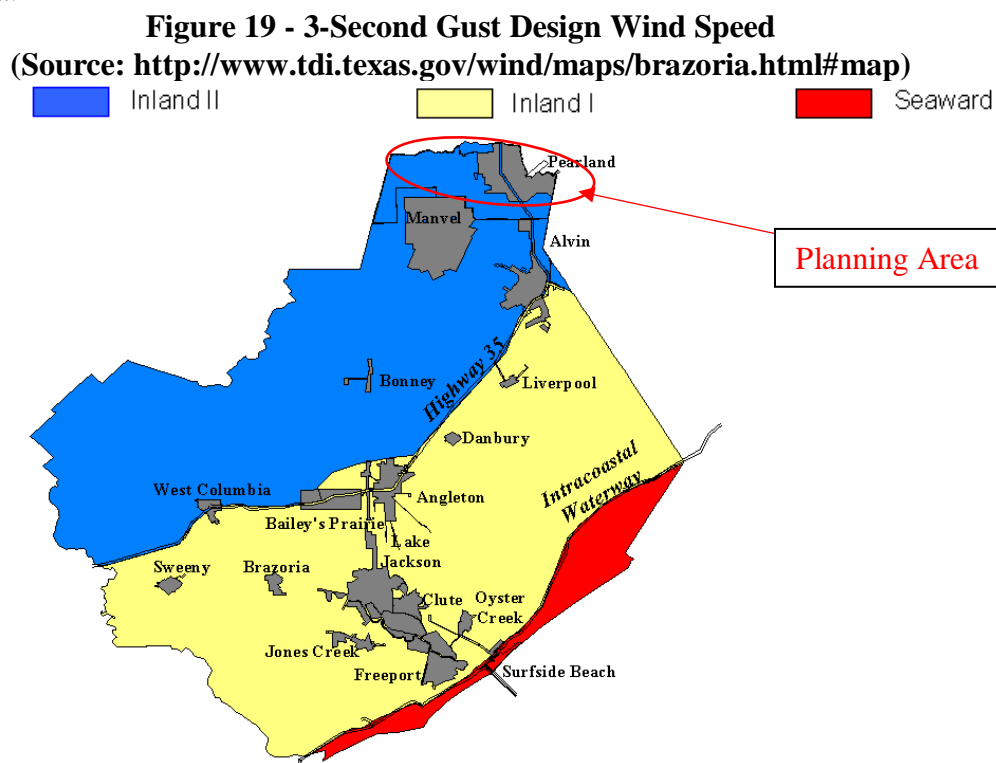 Figure 19 - 3-Second Gust Design Wind Speed
(Source: http://www.tdi.texas.gov/wind/maps/brazoria.html#map)
Inland II
Inland I
Seaward
Pearland
Manvel
Alvin
Planning Area
Highway 35
Bonney
Liverpool
Danbury
Intracoastal
Waterway
West Columbia
Angleton
Bailey's Prairie
Lake
Jackson
Sweeny
Brazoria
Clute
Oyster
Creek
Jones Creek
Freeport
Surfside Beach